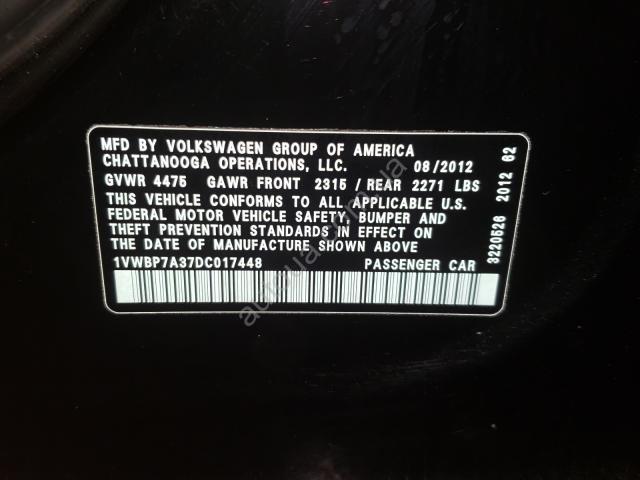 MFD BY VOLKSWAGEN GROUP OF AMERICA
CHATTANOOGA OPERATIONS, LLC. 08/2012
GVWR 4475 GAWR FRONT 2315 / REAR 2271 LBS
THIS VEHICLE CONFORMS TO ALL APPLICABLE U.S.
FEDERAL MOTOR VEHICLE SAFETY, BUMPER AND
THEFT PREVENTION STANDARDS IN EFFECT ON
THE DATE OF MANUFACTURE SHOWN ABOVE
1VWBP7A37DC017448 PASSENGER CAR
3220526 2012 62